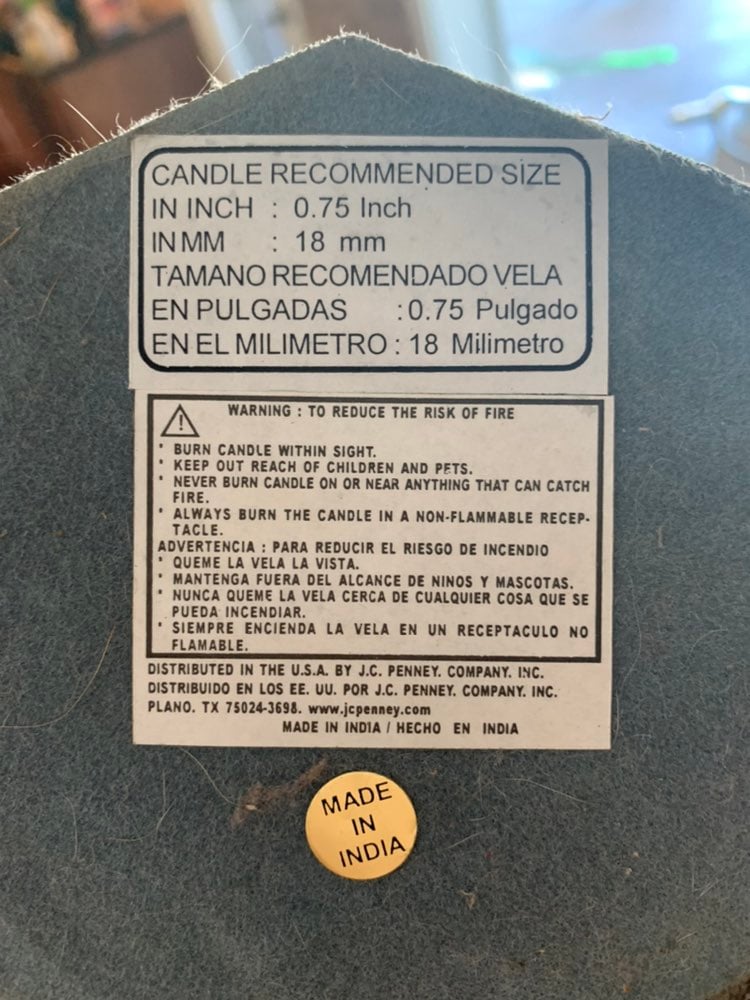 CANDLE RECOMMENDED SIZE
IN INCH : 0.75 Inch
IN MM : 18 mm
TAMANO RECOMENDADO VELA
EN PULGADAS : 0.75 Pulgado
EN EL MILIMETRO : 18 Milimetro
WARNING : TO REDUCE THE RISK OF FIRE
* BURN CANDLE WITHIN SIGHT.
* KEEP OUT REACH OF CHILDREN AND PETS.
* NEVER BURN CANDLE ON OR NEAR ANYTHING THAT CAN CATCH
FIRE.
* ALWAYS BURN THE CANDLE IN A NON-FLAMMABLE RECEP-
TACLE.
ADVERTENCIA : PARA REDUCIR EL RIESGO DE INCENDIO
* QUEME LA VELA LA VISTA.
* MANTENGA FUERA DEL ALCANCE DE NINOS Y MASCOTAS.
* NUNCA QUEME LA VELA CERCA DE CUALQUIER COSA QUE SE
PUEDA INCENDIAR.
* SIEMPRE ENCIENDA LA VELA EN UN RECEPTACULO NO
FLAMABLE.
DISTRIBUTED IN THE U.S.A. BY J.C. PENNEY. COMPANY. INC.
DISTRIBUIDO EN LOS EE. UU. POR J.C. PENNEY. COMPANY. INC.
PLANO. TX 75024-3698. www.jcpenney.com
MADE IN INDIA / HECHO EN INDIA
MADE
IN
INDIA